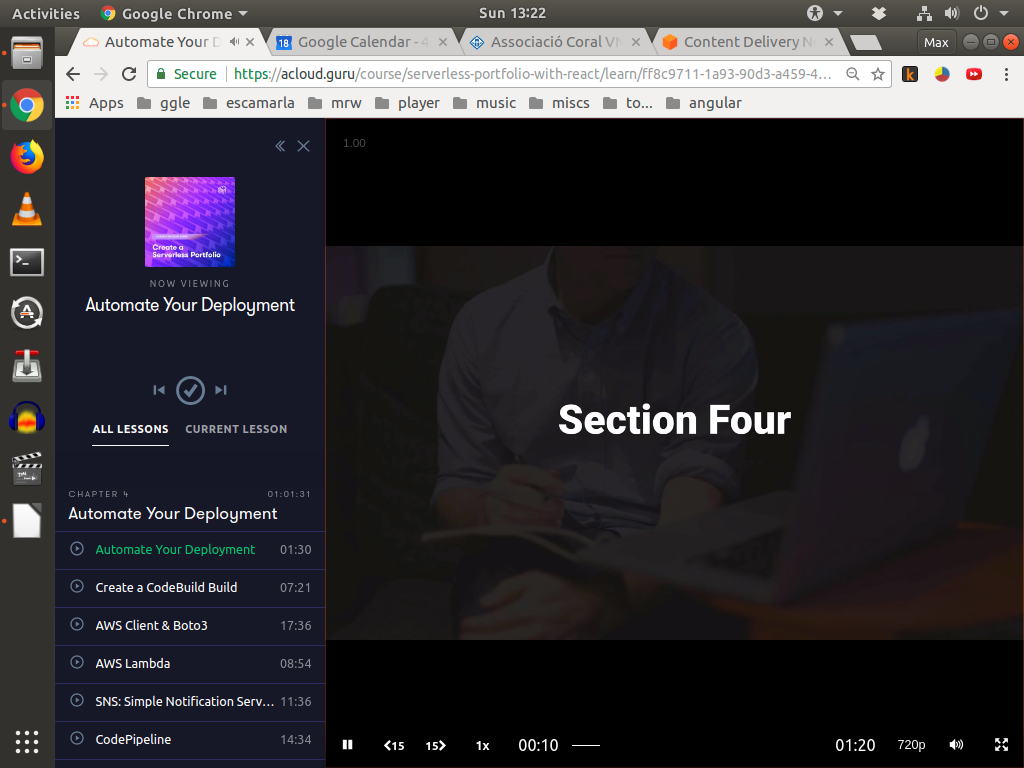 Activities Google Chrome Sun 13:22
Automate Your D Google Calendar - 4 Associació Coral VN Content Delivery N Max
Secure https://acloud.guru/course/serverless-portfolio-with-react/learn/ff8c9711-1a93-90d3-a459-4...
Apps ggle escamarla mrw player music miscs to... angular
1.00
Create a
Serverless Portfolio
NOW VIEWING
Automate Your Deployment
ALL LESSONS CURRENT LESSON
CHAPTER 4 01:01:31
Automate Your Deployment
Automate Your Deployment 01:30
Create a CodeBuild Build 07:21
AWS Client & Boto3 17:36
AWS Lambda 08:54
SNS: Simple Notification Serv... 11:36
CodePipeline 14:34
Section Four
15 15 1x 00:10 01:20 720p